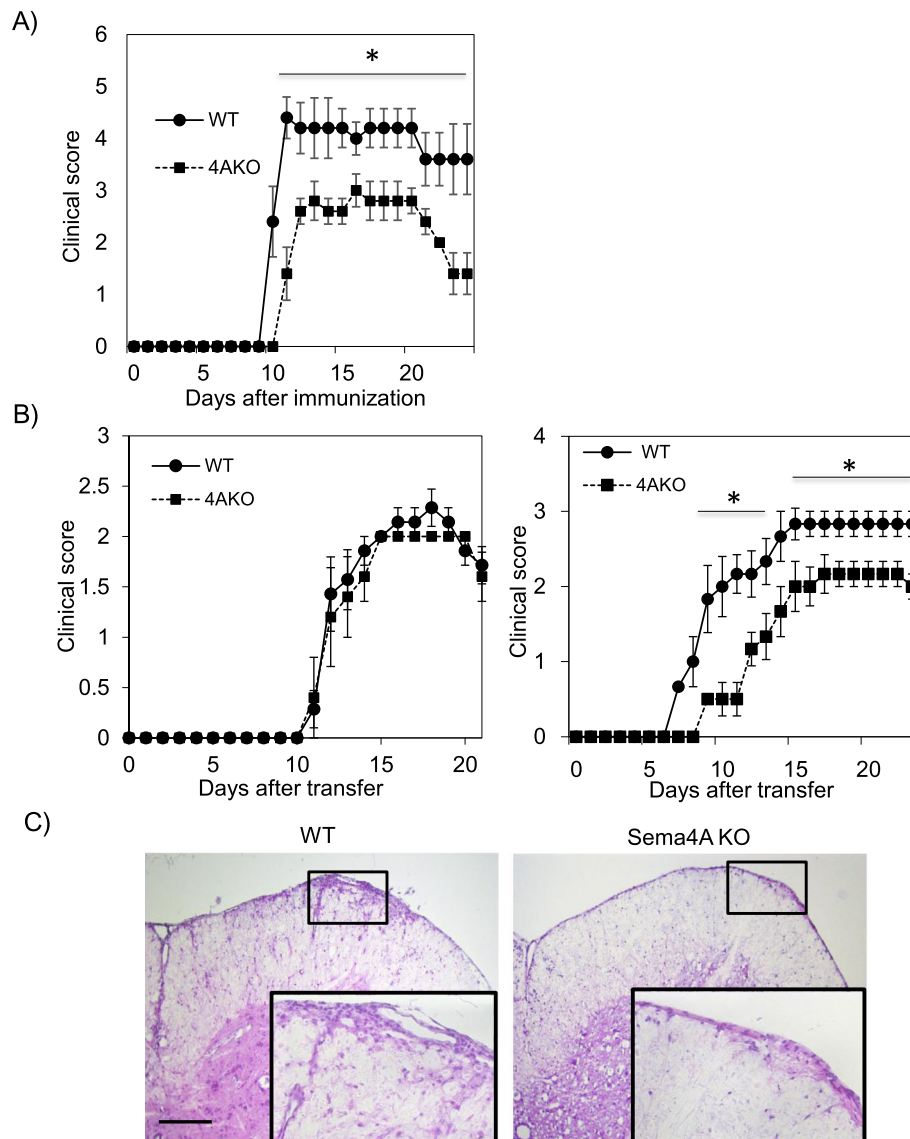 A)
6
5
4
3
2
1
0
Clinical score
*
WT
4AKO
0 5 10 15 20
Days after immunization
B)
3
2.5
2
1.5
1
0.5
0
Clinical score
WT
4AKO
0 5 10 15 20
Days after transfer
4
3
2
1
0
Clinical score
* *
WT
4AKO
0 5 10 15 20
Days after transfer
C)
WT Sema4A KO